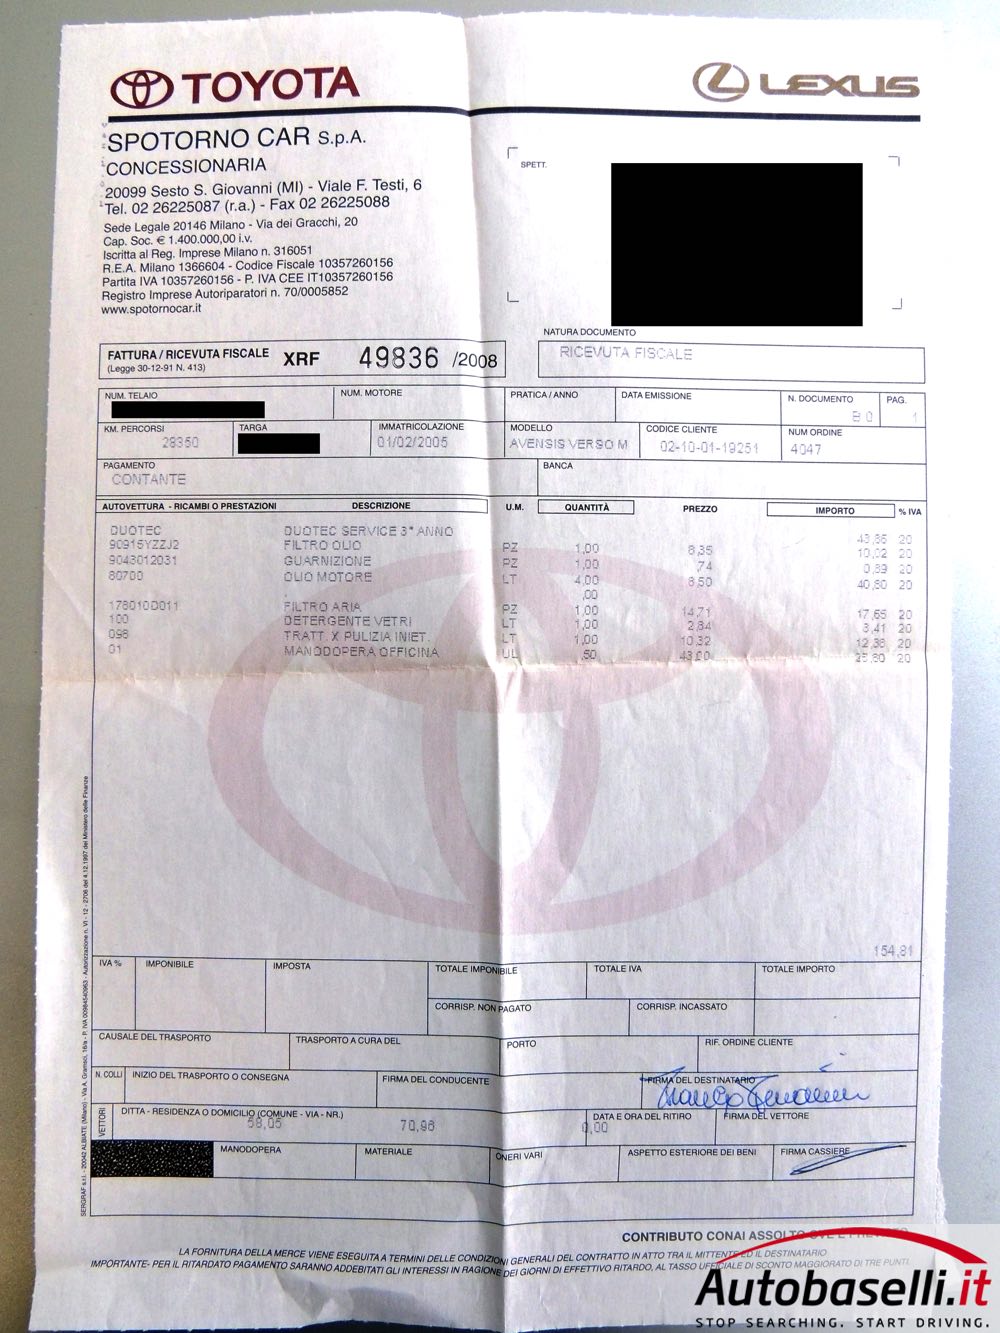 TOYOTA
LEXUS
SPOTORNO CAR S.p.A.
CONCESSIONARIA
20099 Sesto S. Giovanni (MI) - Viale F. Testi, 6
Tel. 02 26225087 (r.a.) - Fax 02 26225088
Sede Legale 20146 Milano - Via dei Gracchi, 20
Cap. Soc. € 1.400.000,00 i.v.
Iscritta al Reg. Imprese Milano n. 316051
R.E.A. Milano 1366604 - Codice Fiscale 10357260156
Partita IVA 10357260156 - P. IVA CEE IT10357260156
Registro Imprese Autoriparatori n. 70/0005852
www.spotornocar.it
SPETT.
NATURA DOCUMENTO
RICEVUTA FISCALE
FATTURA / RICEVUTA FISCALE XRF 49836 /2008
(Legge 30-12-91 N. 413)
NUM. TELAIO NUM. MOTORE PRATICA / ANNO DATA EMISSIONE N. DOCUMENTO PAG.
B 0 1
KM. PERCORSI TARGA IMMATRICOLAZIONE MODELLO CODICE CLIENTE NUM ORDINE
29350 01/02/2005 AVENSIS VERSO M 02-10-01-19251 4047
PAGAMENTO BANCA
CONTANTE
AUTOVETTURA - RICAMBI O PRESTAZIONI DESCRIZIONE U.M. QUANTITÀ PREZZO IMPORTO % IVA
DUOTEC DUOTEC SERVICE 3° ANNO 43,85 20
90915YZZJ2 FILTRO OLIO PZ 1,00 8,35 10,02 20
9043012031 GUARNIZIONE PZ 1,00 ,74 0,89 20
80700 OLIO MOTORE LT 4,00 8,50 40,80 20
. ,00
178010D011 FILTRO ARIA PZ 1,00 14,71 17,65 20
100 DETERGENTE VETRI LT 1,00 2,84 3,41 20
098 TRATT. X PULIZIA INIET. LT 1,00 10,32 12,38 20
01 MANODOPERA OFFICINA UL ,50 43,00 25,80 20
154,81
IVA % IMPONIBILE IMPOSTA TOTALE IMPONIBILE TOTALE IVA TOTALE IMPORTO
CORRISP. NON PAGATO CORRISP. INCASSATO
CAUSALE DEL TRASPORTO TRASPORTO A CURA DEL PORTO RIF. ORDINE CLIENTE
N. COLLI INIZIO DEL TRASPORTO O CONSEGNA FIRMA DEL CONDUCENTE FIRMA DEL DESTINATARIO
VETTORI DITTA - RESIDENZA O DOMICILIO (COMUNE - VIA - NR.) DATA E ORA DEL RITIRO FIRMA DEL VETTORE
58,05 70,96 0,00
MANODOPERA MATERIALE ONERI VARI ASPETTO ESTERIORE DEI BENI FIRMA CASSIERE
CONTRIBUTO CONAI ASSOLTO OVE È PREVISTO
LA FORNITURA DELLA MERCE VIENE ESEGUITA A TERMINI DELLE CONDIZIONI GENERALI DEL CONTRATTO IN ATTO TRA IL MITTENTE ED IL DESTINATARIO
IMPORTANTE- PER IL RITARDATO PAGAMENTO SARANNO ADDEBITATI GLI INTERESSI IN RAGIONE DEI GIORNI DI EFFETTIVO RITARDO, AL TASSO UFFICIALE DI SCONTO MAGGIORATO DI TRE PUNTI.
Autobaselli.it
STOP SEARCHING. START DRIVING.